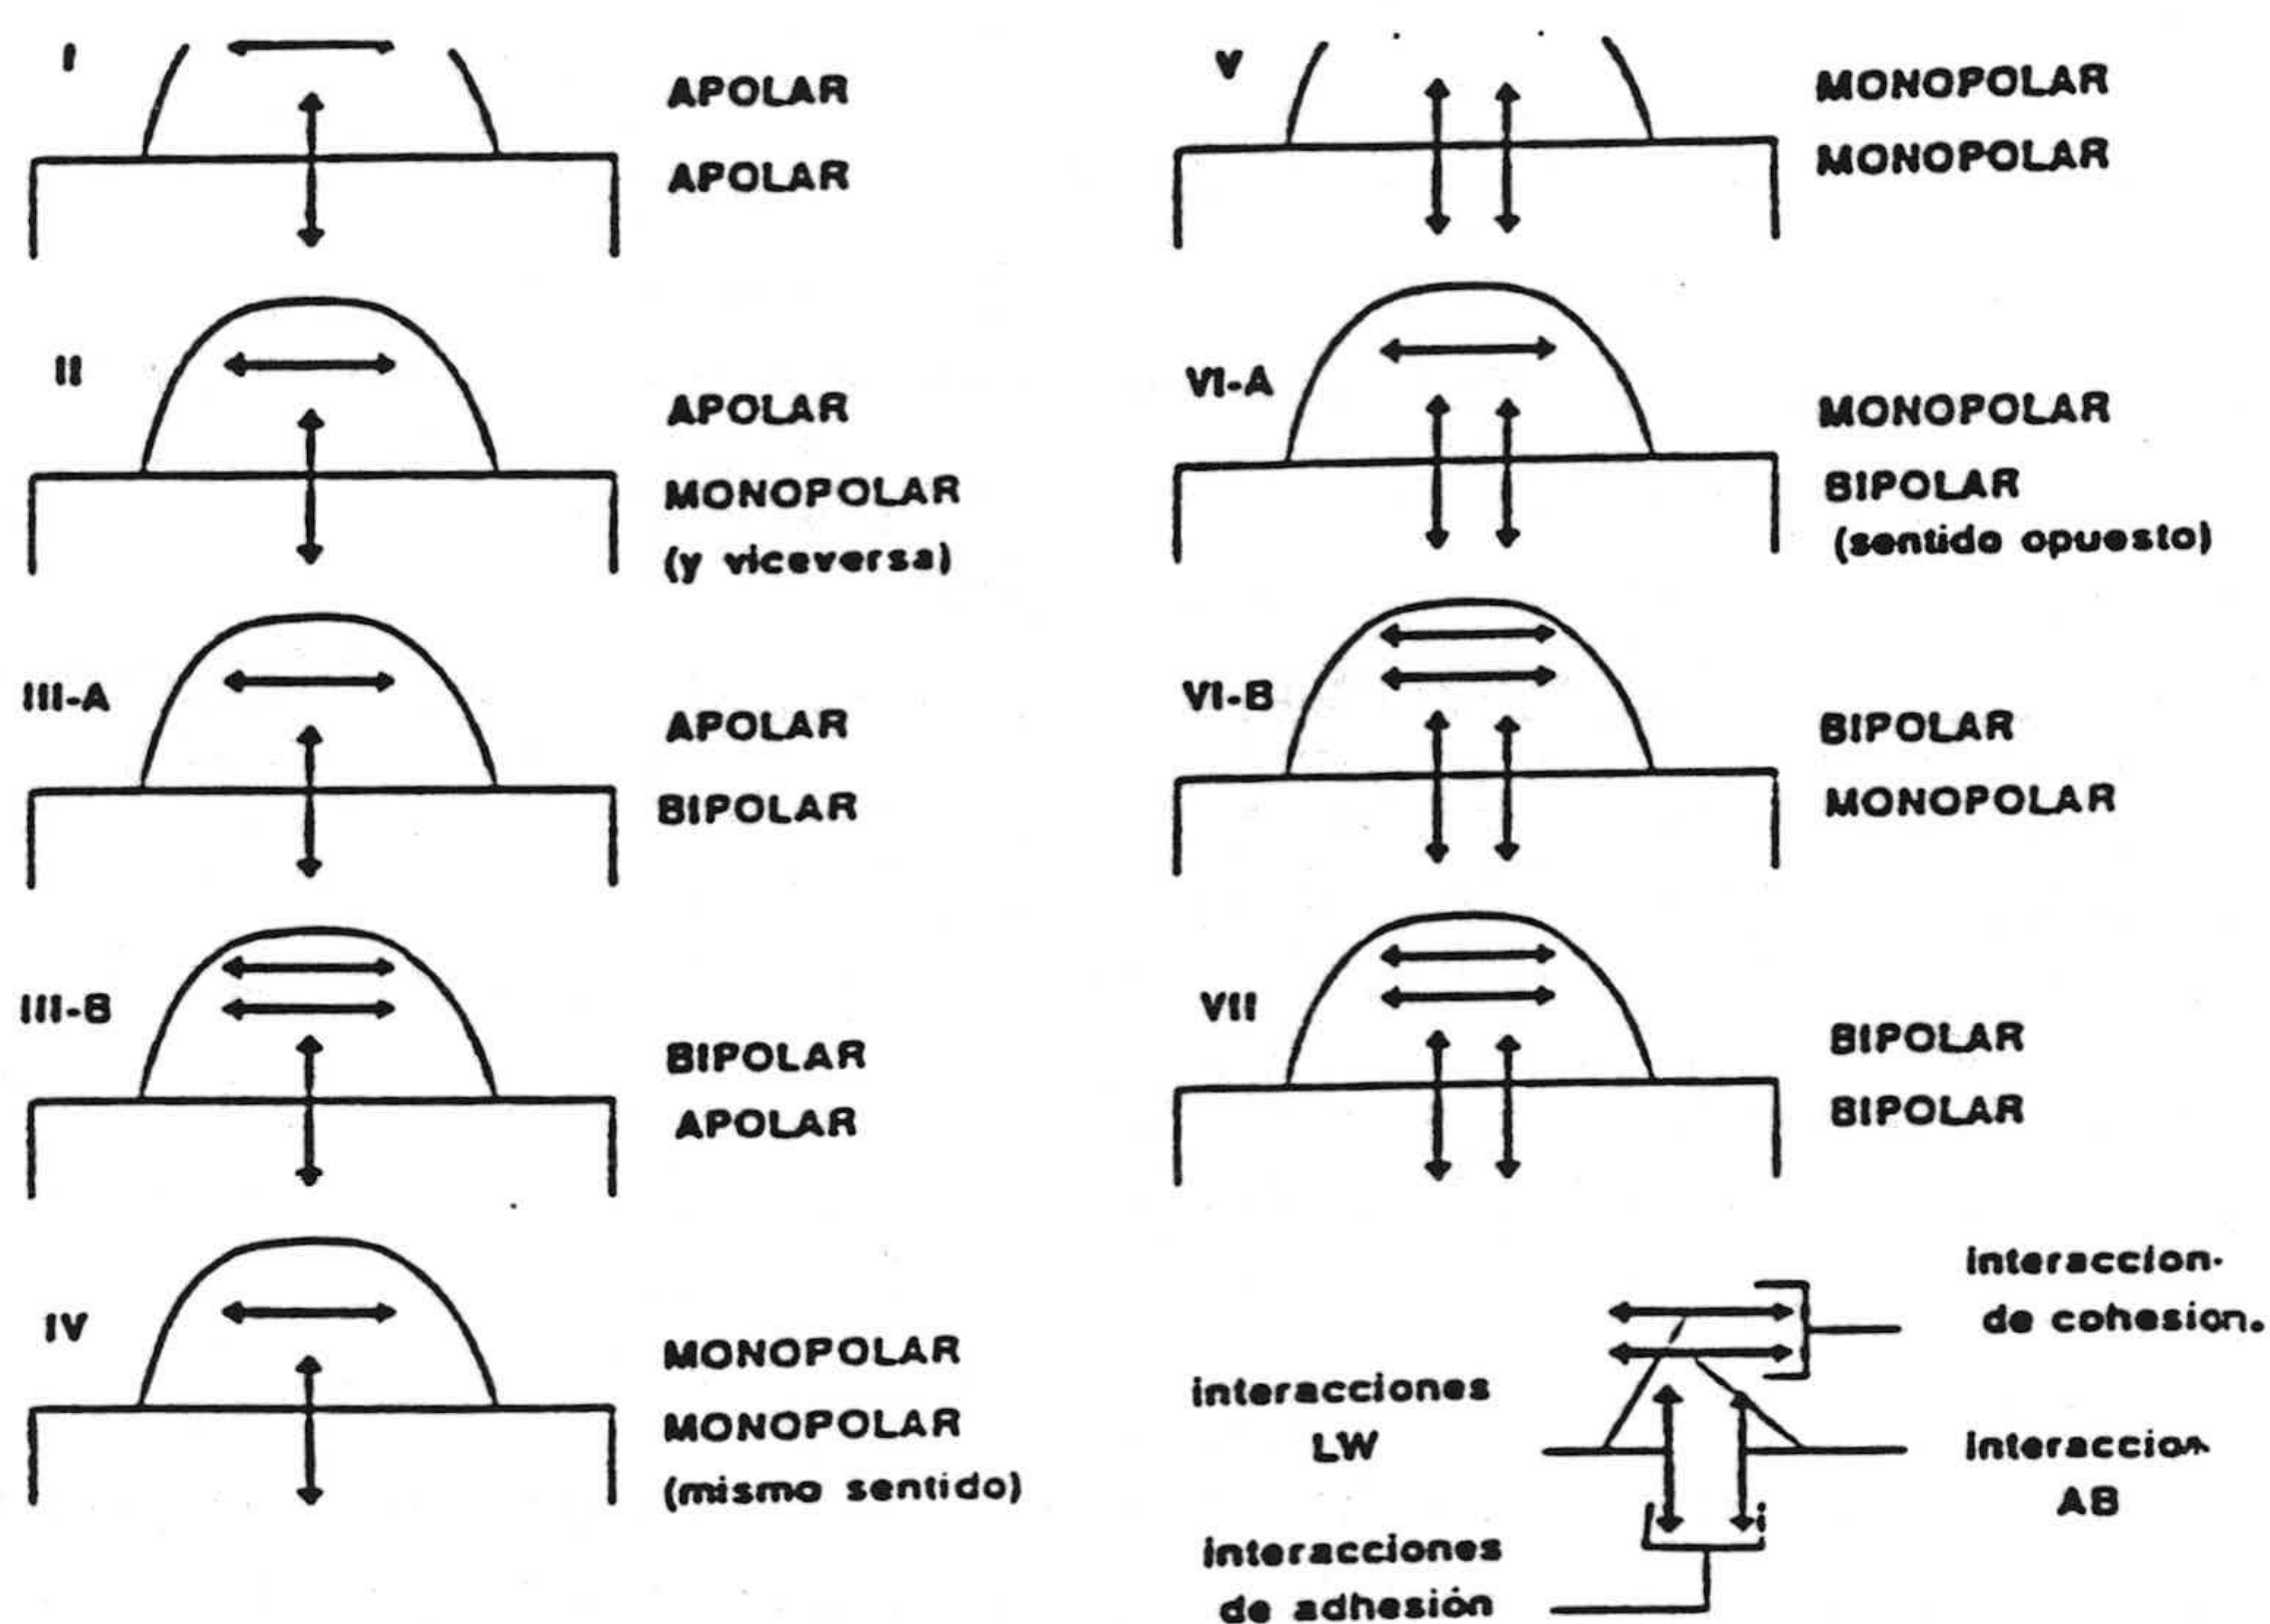 I
APOLAR
APOLAR
II
APOLAR
MONOPOLAR
(y viceversa)
III-A
APOLAR
BIPOLAR
III-B
BIPOLAR
APOLAR
IV
MONOPOLAR
MONOPOLAR
(mismo sentido)
V
MONOPOLAR
MONOPOLAR
VI-A
MONOPOLAR
BIPOLAR
(sentido opuesto)
VI-B
BIPOLAR
MONOPOLAR
VII
BIPOLAR
BIPOLAR
interaccion.
de cohesion.
interacciones
LW
interaccion
AB
interacciones
de adhesión